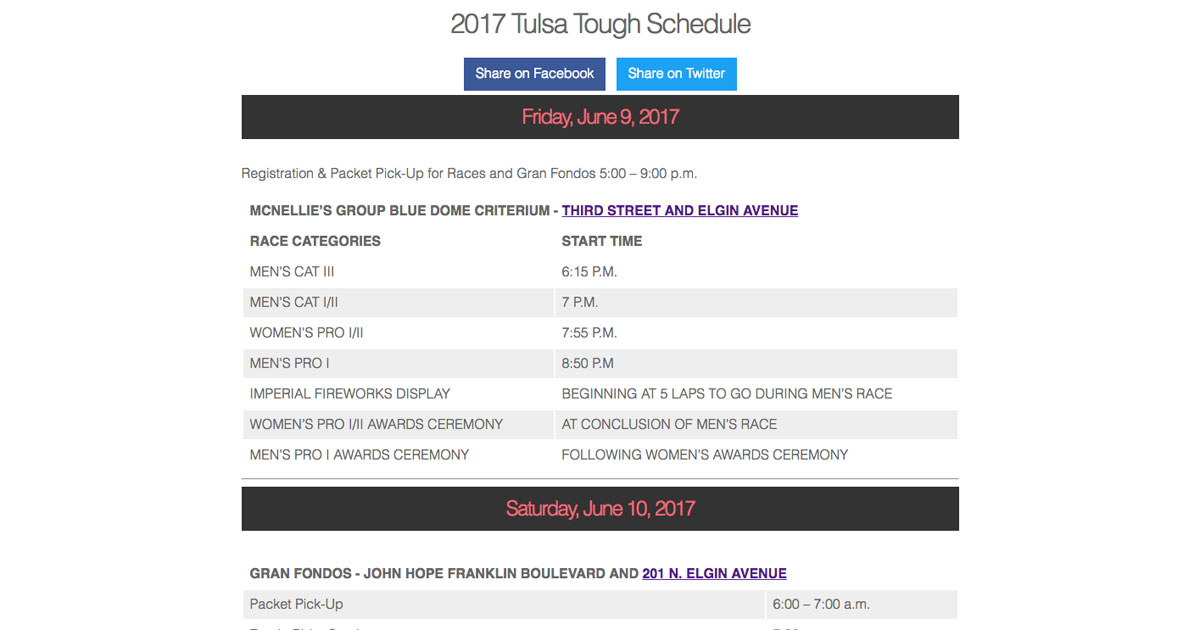 2017 Tulsa Tough Schedule
Share on Facebook Share on Twitter
Friday, June 9, 2017
Registration & Packet Pick-Up for Races and Gran Fondos 5:00 – 9:00 p.m.
MCNELLIE'S GROUP BLUE DOME CRITERIUM - THIRD STREET AND ELGIN AVENUE
RACE CATEGORIES START TIME
MEN'S CAT III 6:15 P.M.
MEN'S CAT I/II 7 P.M.
WOMEN'S PRO I/II 7:55 P.M.
MEN'S PRO I 8:50 P.M
IMPERIAL FIREWORKS DISPLAY BEGINNING AT 5 LAPS TO GO DURING MEN'S RACE
WOMEN'S PRO I/II AWARDS CEREMONY AT CONCLUSION OF MEN'S RACE
MEN'S PRO I AWARDS CEREMONY FOLLOWING WOMEN'S AWARDS CEREMONY
Saturday, June 10, 2017
GRAN FONDOS - JOHN HOPE FRANKLIN BOULEVARD AND 201 N. ELGIN AVENUE
Packet Pick-Up 6:00 – 7:00 a.m.